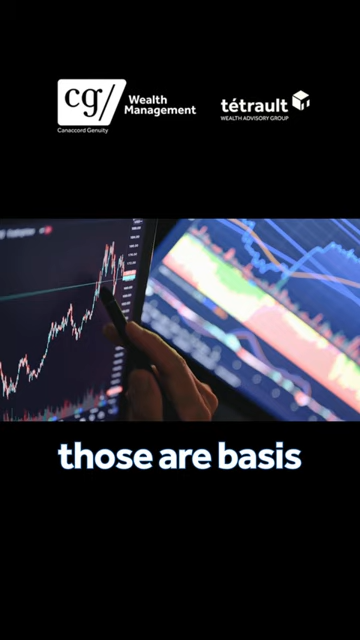 cg/ Wealth
Management
Canaccord Genuity
tétrault
WEALTH ADVISORY GROUP
those are basis